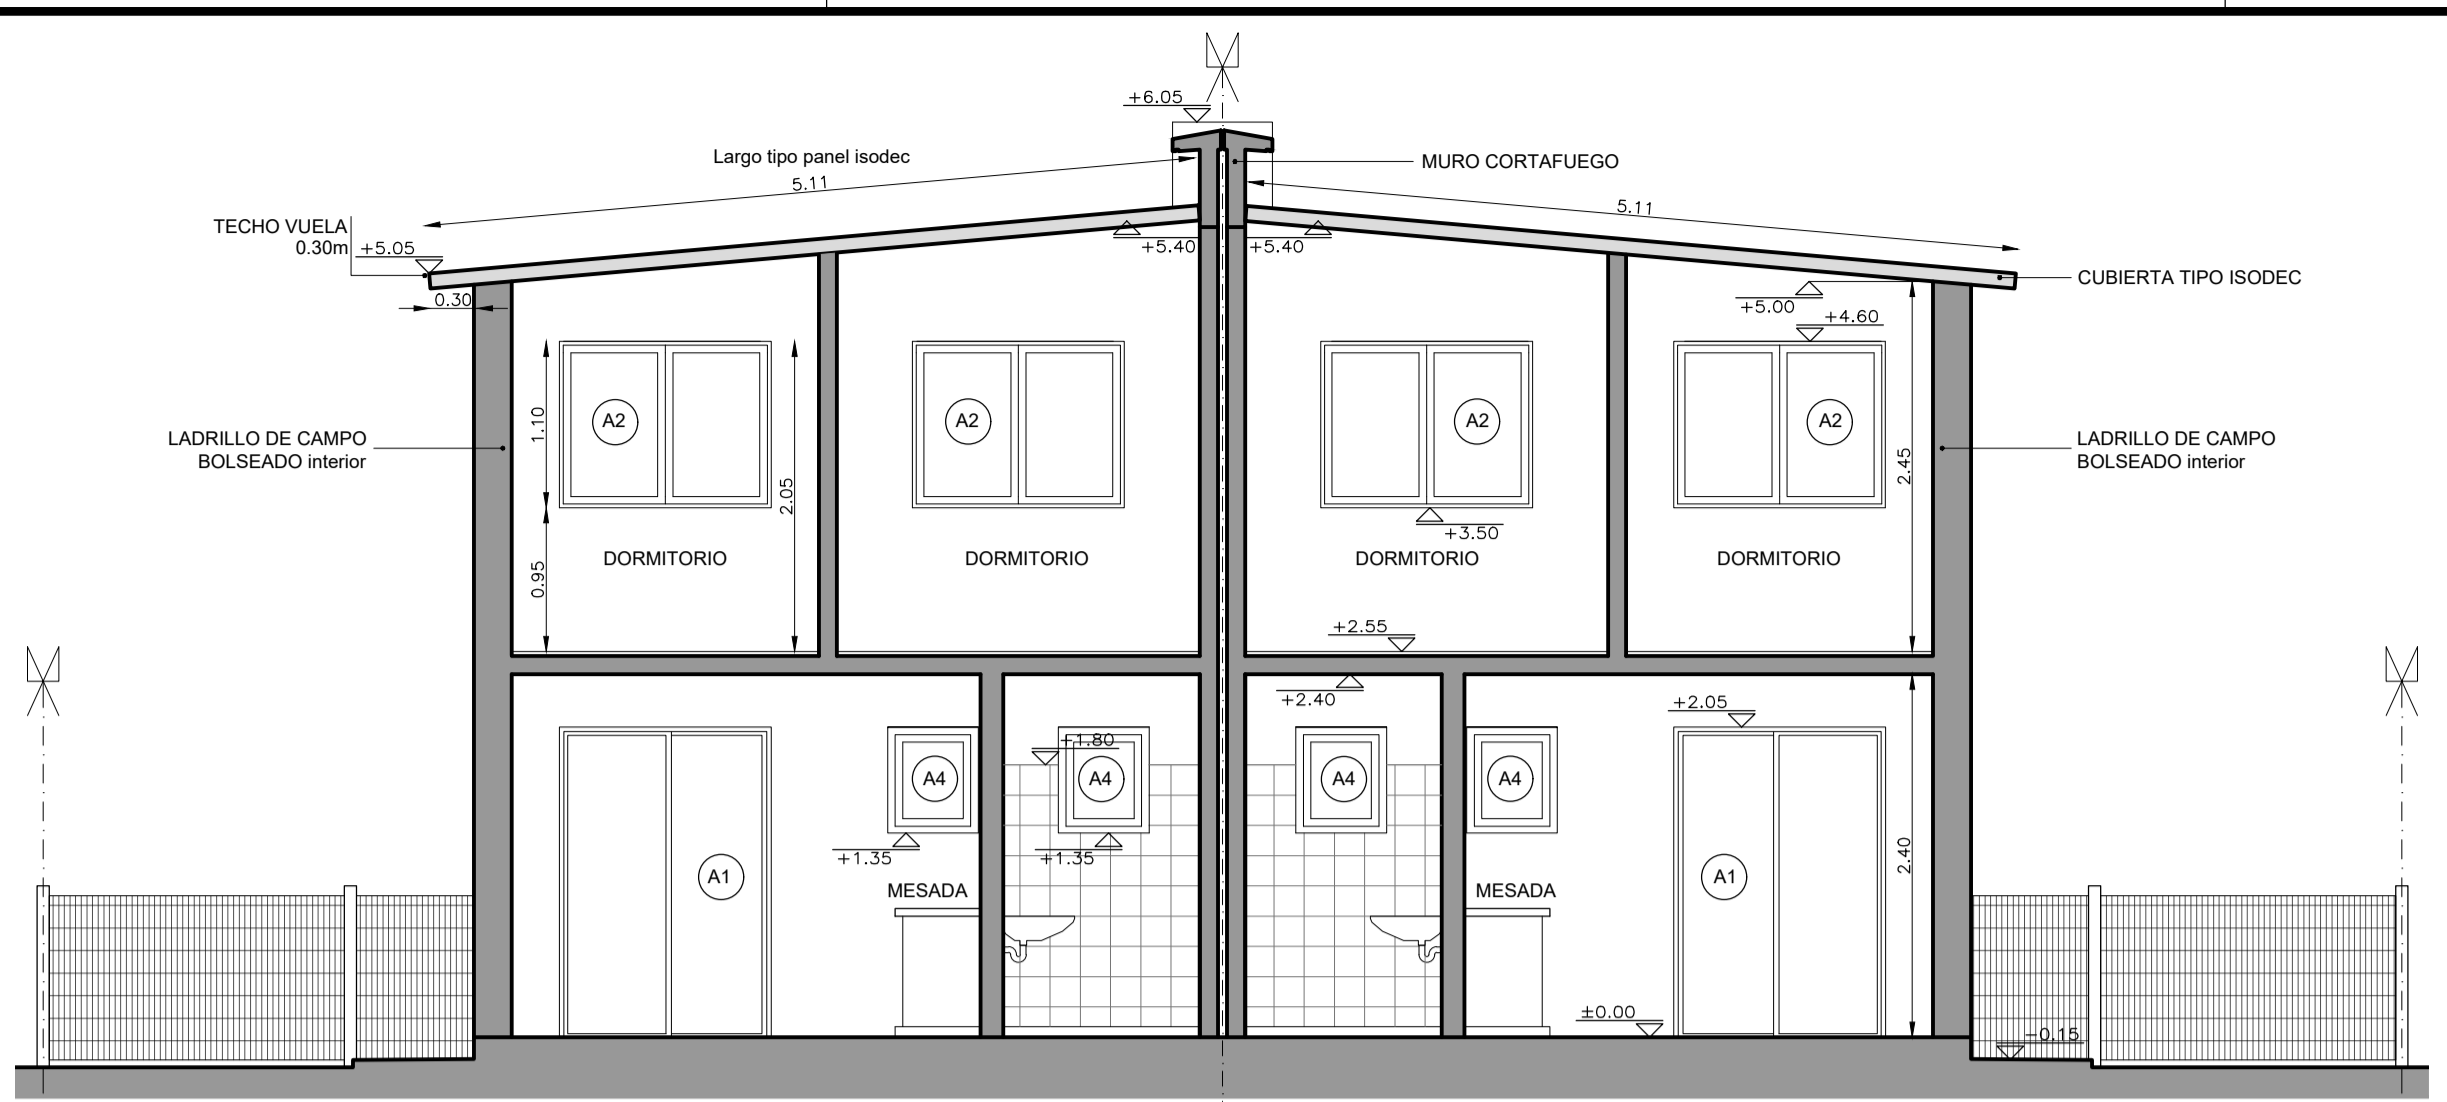 +6.05
Largo tipo panel isodec
5.11
MURO CORTAFUEGO
5.11
TECHO VUELA
0.30m
+5.05
+5.40
+5.40
CUBIERTA TIPO ISODEC
0.30
+5.00
+4.60
A2
A2
A2
A2
1.10
2.05
2.45
LADRILLO DE CAMPO
BOLSEADO interior
LADRILLO DE CAMPO
BOLSEADO interior
+3.50
0.95
DORMITORIO
DORMITORIO
DORMITORIO
DORMITORIO
+2.55
+2.40
+2.05
+1.80
A4
A4
A4
A4
+1.35
+1.35
2.40
A1
A1
MESADA
MESADA
±0.00
-0.15